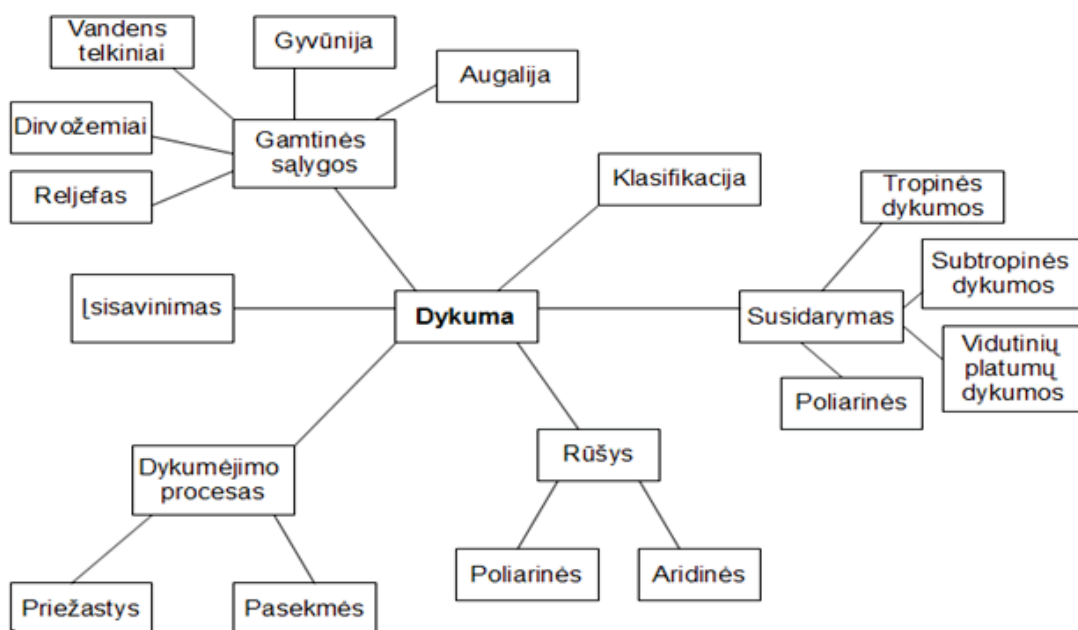 Vandens
telkiniai
Gyvūnija
Augalija
Dirvožemiai
Gamtinės
sąlygos
Reljefas
Klasifikacija
Tropinės
dykumos
Subtropinės
dykumos
Įsisavinimas
Dykuma
Susidarymas
Vidutinių
platumų
dykumos
Poliarinės
Dykumėjimo
procesas
Rūšys
Priežastys
Pasekmės
Poliarinės
Aridinės